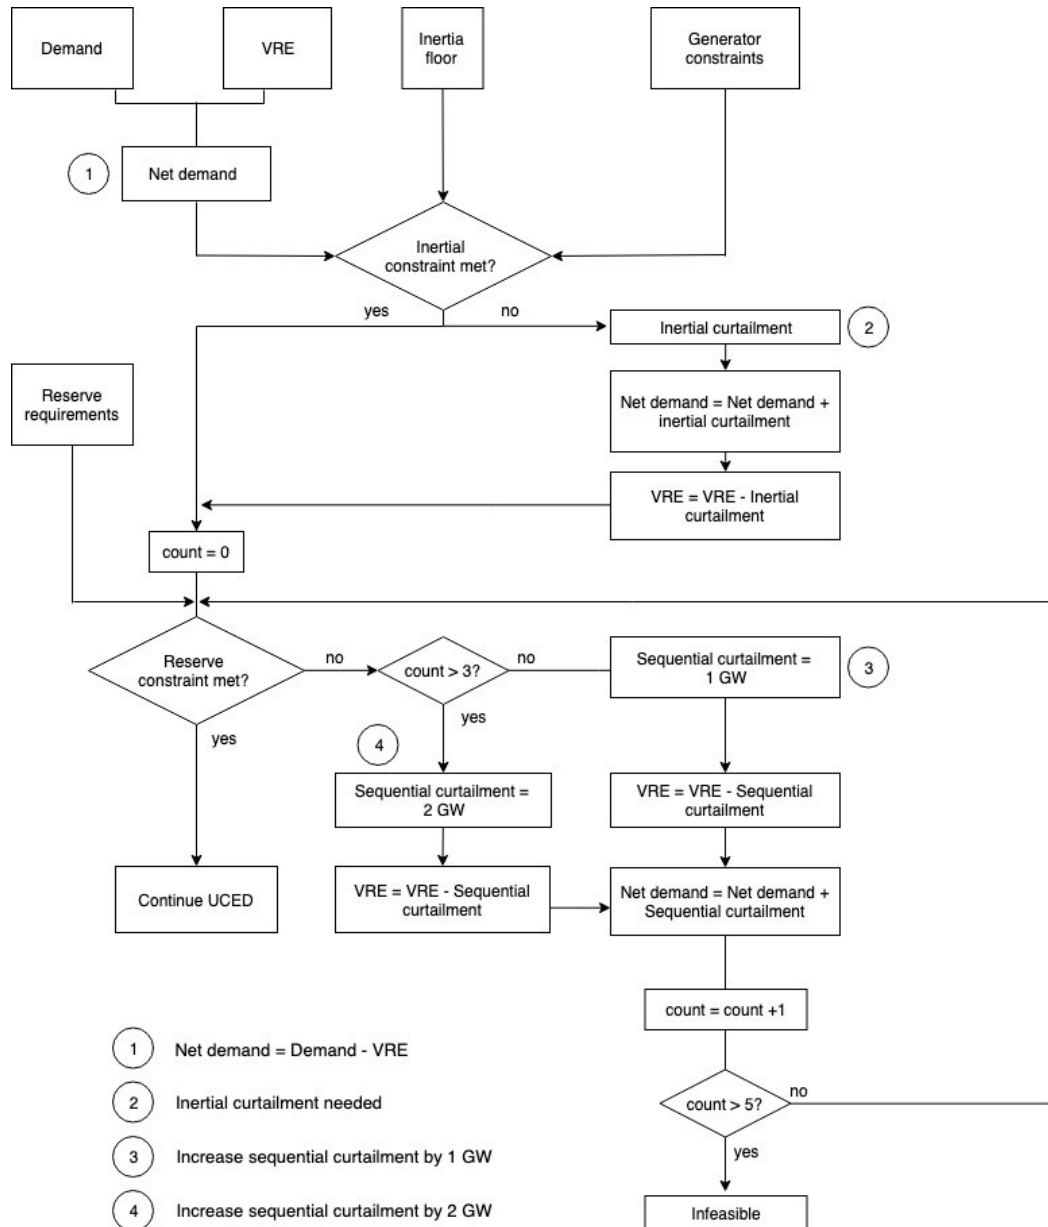 Demand
VRE
Inertia
floor
Generator
constraints
1
Net demand
Inertial
constraint met?
yes
no
Inertial curtailment
2
Reserve
requirements
Net demand = Net demand +
inertial curtailment
VRE = VRE - Inertial
curtailment
count = 0
Reserve
constraint met?
no
count > 3?
no
Sequential curtailment =
1 GW
3
yes
yes
4
Sequential curtailment =
2 GW
VRE = VRE - Sequential
curtailment
Continue UCED
VRE = VRE - Sequential
curtailment
Net demand = Net demand +
Sequential curtailment
count = count +1
count > 5?
no
yes
Infeasible
1 Net demand = Demand - VRE
2 Inertial curtailment needed
3 Increase sequential curtailment by 1 GW
4 Increase sequential curtailment by 2 GW